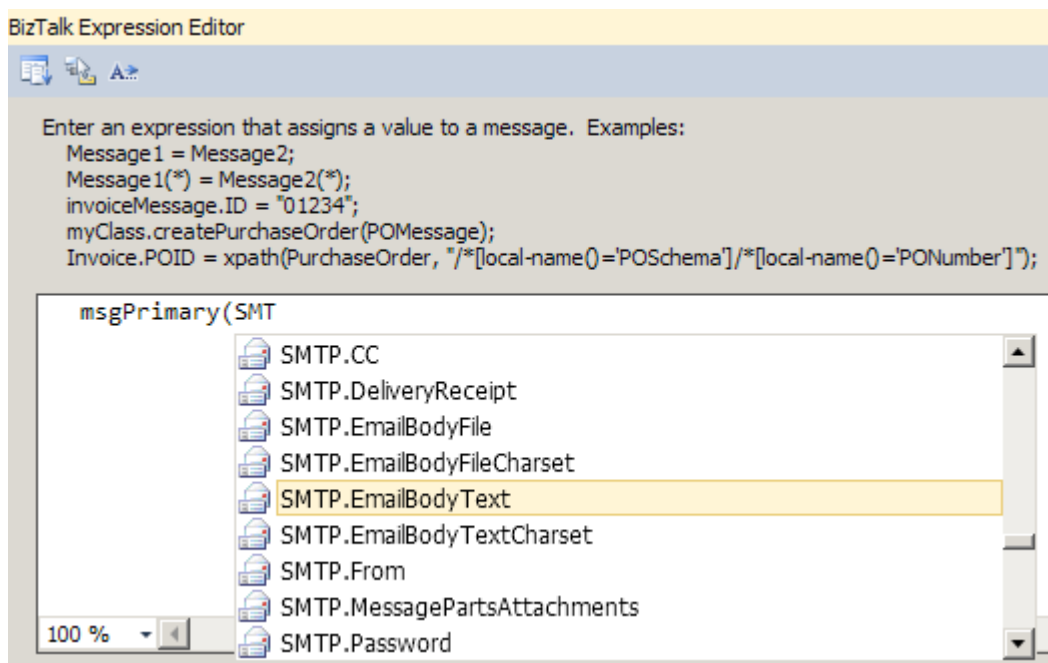 BizTalk Expression Editor
A
Enter an expression that assigns a value to a message.  Examples:
Message1 = Message2;
Message1(*) = Message2(*);
invoiceMessage.ID = "01234";
myClass.createPurchaseOrder(POMessage);
Invoice.POID = xpath(PurchaseOrder, "/*[local-name()='POSchema']/*[local-name()='PONumber']");
msgPrimary(SMT
SMTP.CC
SMTP.DeliveryReceipt
SMTP.EmailBodyFile
SMTP.EmailBodyFileCharset
SMTP.EmailBodyText
SMTP.EmailBodyTextCharset
SMTP.From
SMTP.MessagePartsAttachments
SMTP.Password
100 %